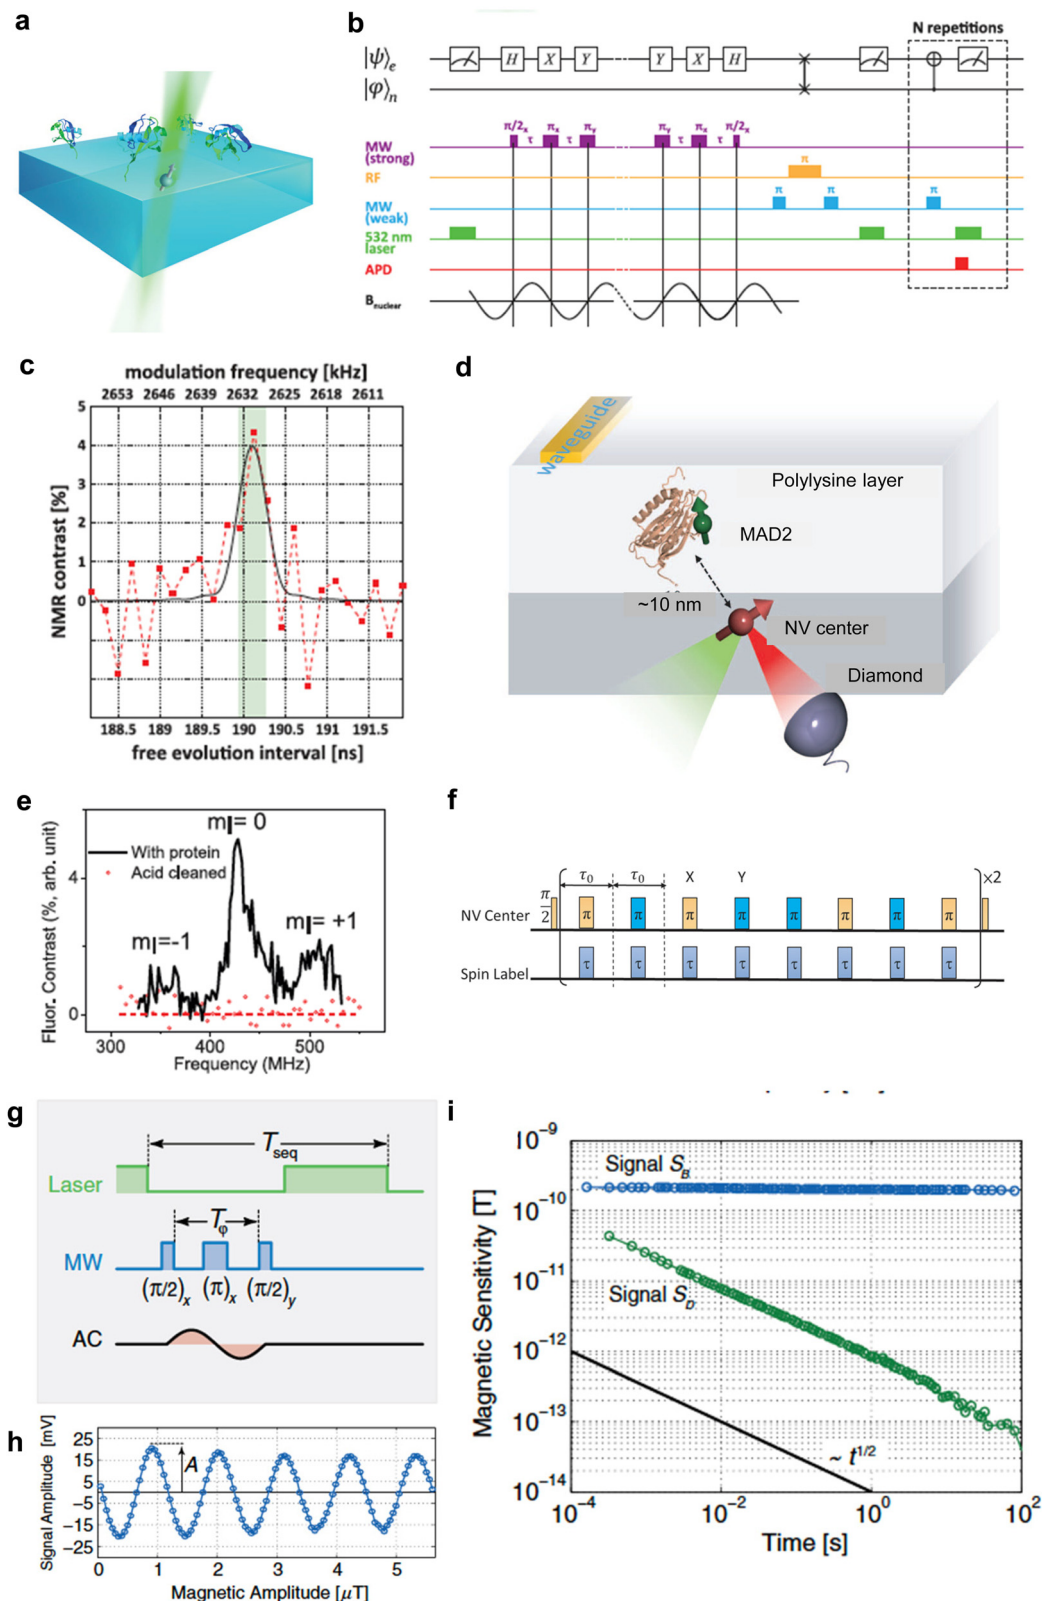 a
b
N repetitions
|ψ⟩e
H X Y Y X H
|φ⟩n
π/2x πx πy πy πx π/2x
τ τ τ τ
MW
(strong)
π
RF
π π π
MW
(weak)
532 nm
laser
APD
Bnuclear
c
modulation frequency [kHz]
2653 2646 2639 2632 2625 2618 2611
5
4
3
2
1
0
NMR contrast [%]
188.5 189 189.5 190 190.5 191 191.5
free evolution interval [ns]
d
waveguide
Polylysine layer
MAD2
~10 nm
NV center
Diamond
e
mI= 0
With protein
Acid cleaned
mI=-1
mI= +1
4
0
Fluor. Contrast (%, arb. unit)
300 400 500
Frequency (MHz)
f
τ0 τ0 X Y ×2
NV Center π/2 π π π π π π π π
Spin Label τ τ τ τ τ τ τ τ
g
Tseq
Laser
Tφ
MW
(π/2)x (π)x (π/2)y
AC
h
25
15
5
−5
−15
−25
A
Signal Amplitude [mV]
0 1 2 3 4 5
Magnetic Amplitude [μT]
i
10−9
10−10
10−11
10−12
10−13
10−14
Signal SB
Signal SD
~ t1/2
Magnetic Sensitivity [T]
10−4 10−2 100 102
Time [s]